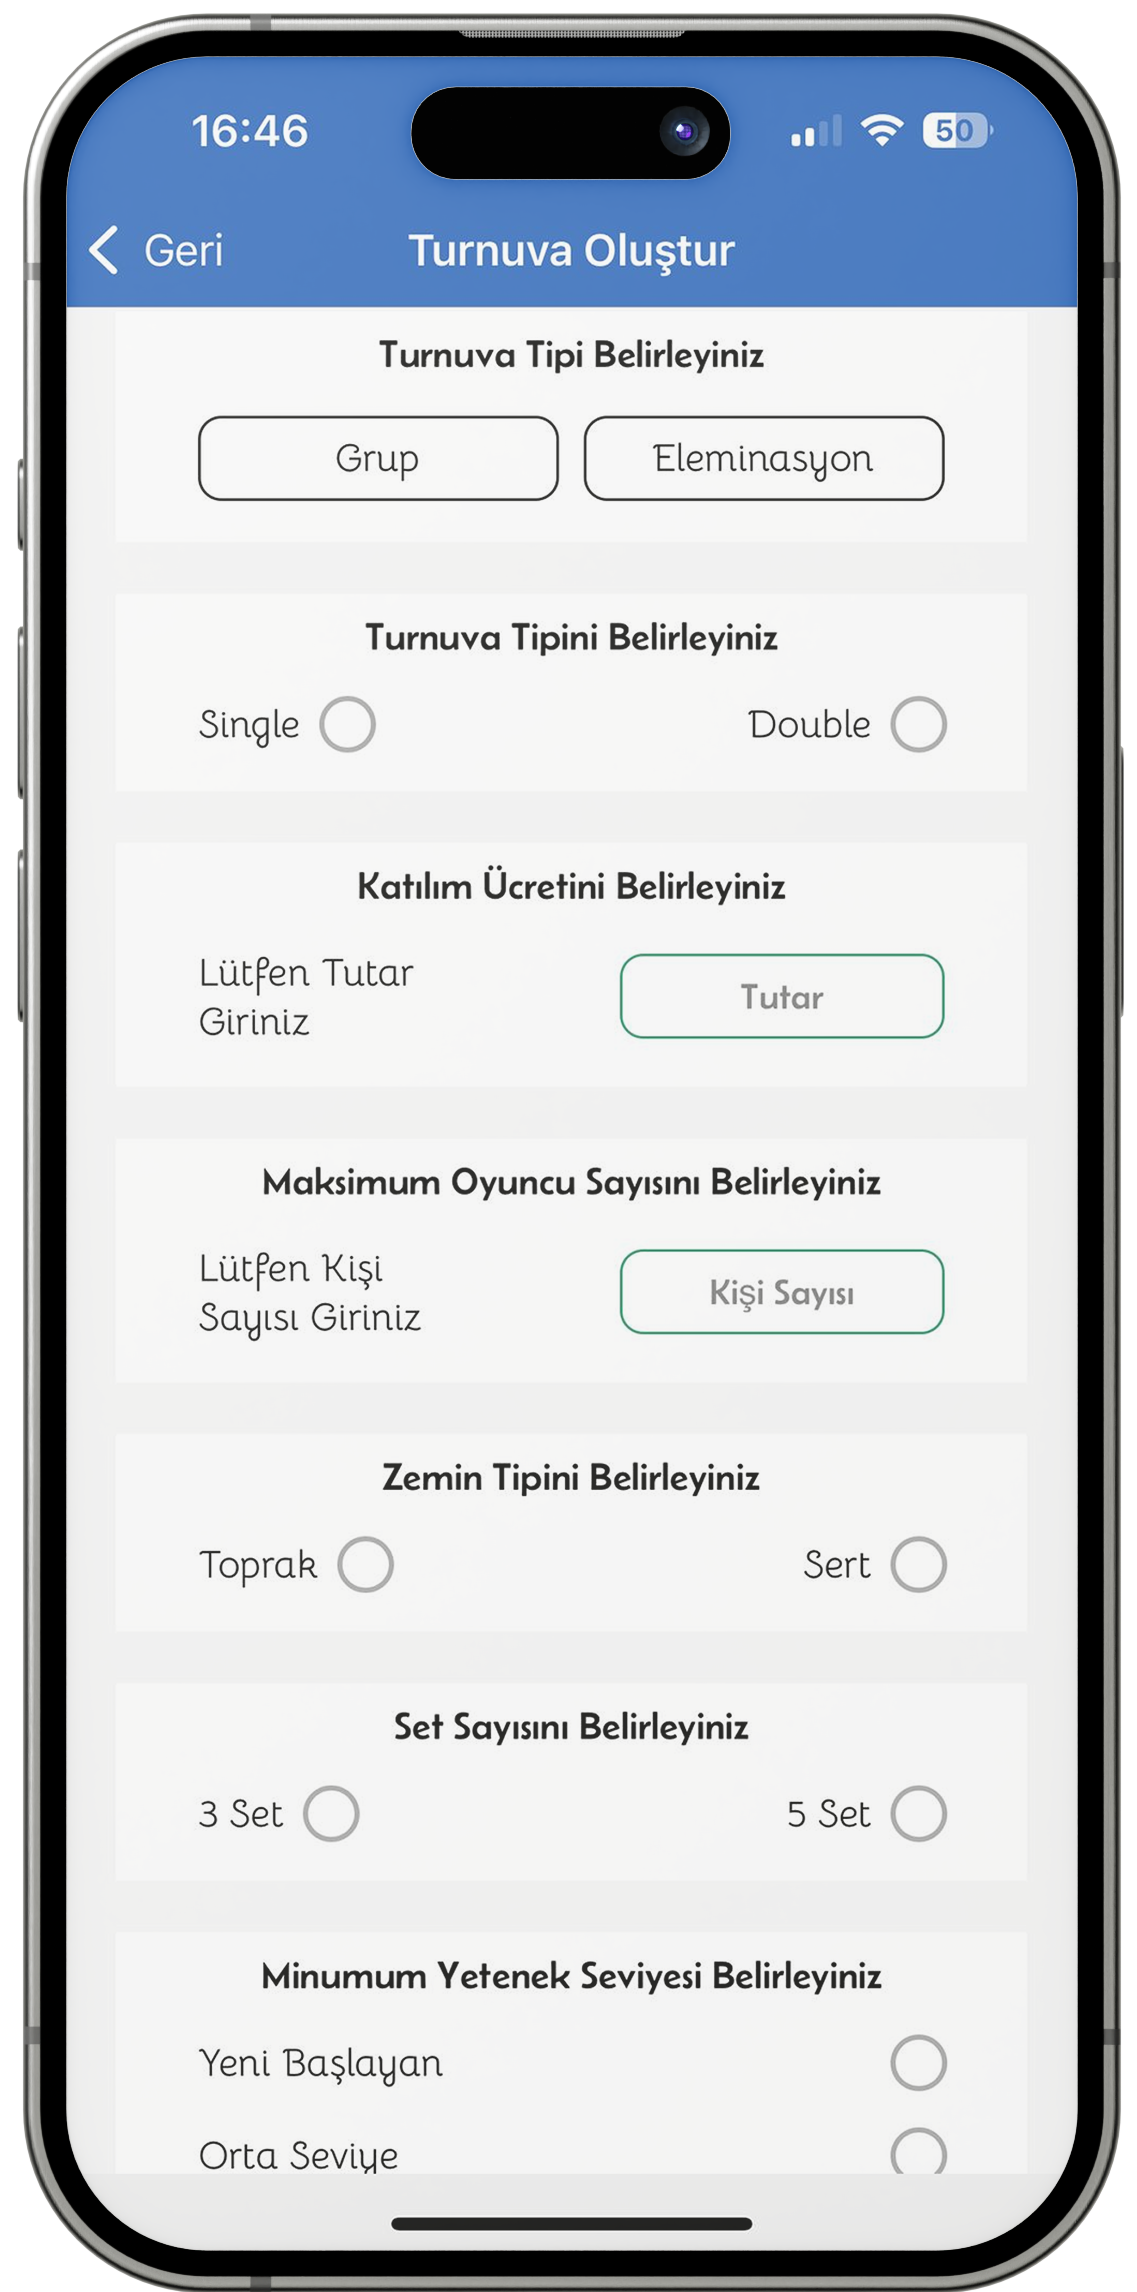 16:46
50
Geri
Turnuva Oluştur
Turnuva Tipi Belirleyiniz
Grup
Eleminasyon
Turnuva Tipini Belirleyiniz
Single
Double
Katılım Ücretini Belirleyiniz
Lütfen Tutar
Giriniz
Tutar
Maksimum Oyuncu Sayısını Belirleyiniz
Lütfen Kişi
Sayısı Giriniz
Kişi Sayısı
Zemin Tipini Belirleyiniz
Toprak
Sert
Set Sayısını Belirleyiniz
3 Set
5 Set
Minumum Yetenek Seviyesi Belirleyiniz
Yeni Başlayan
Orta Seviye